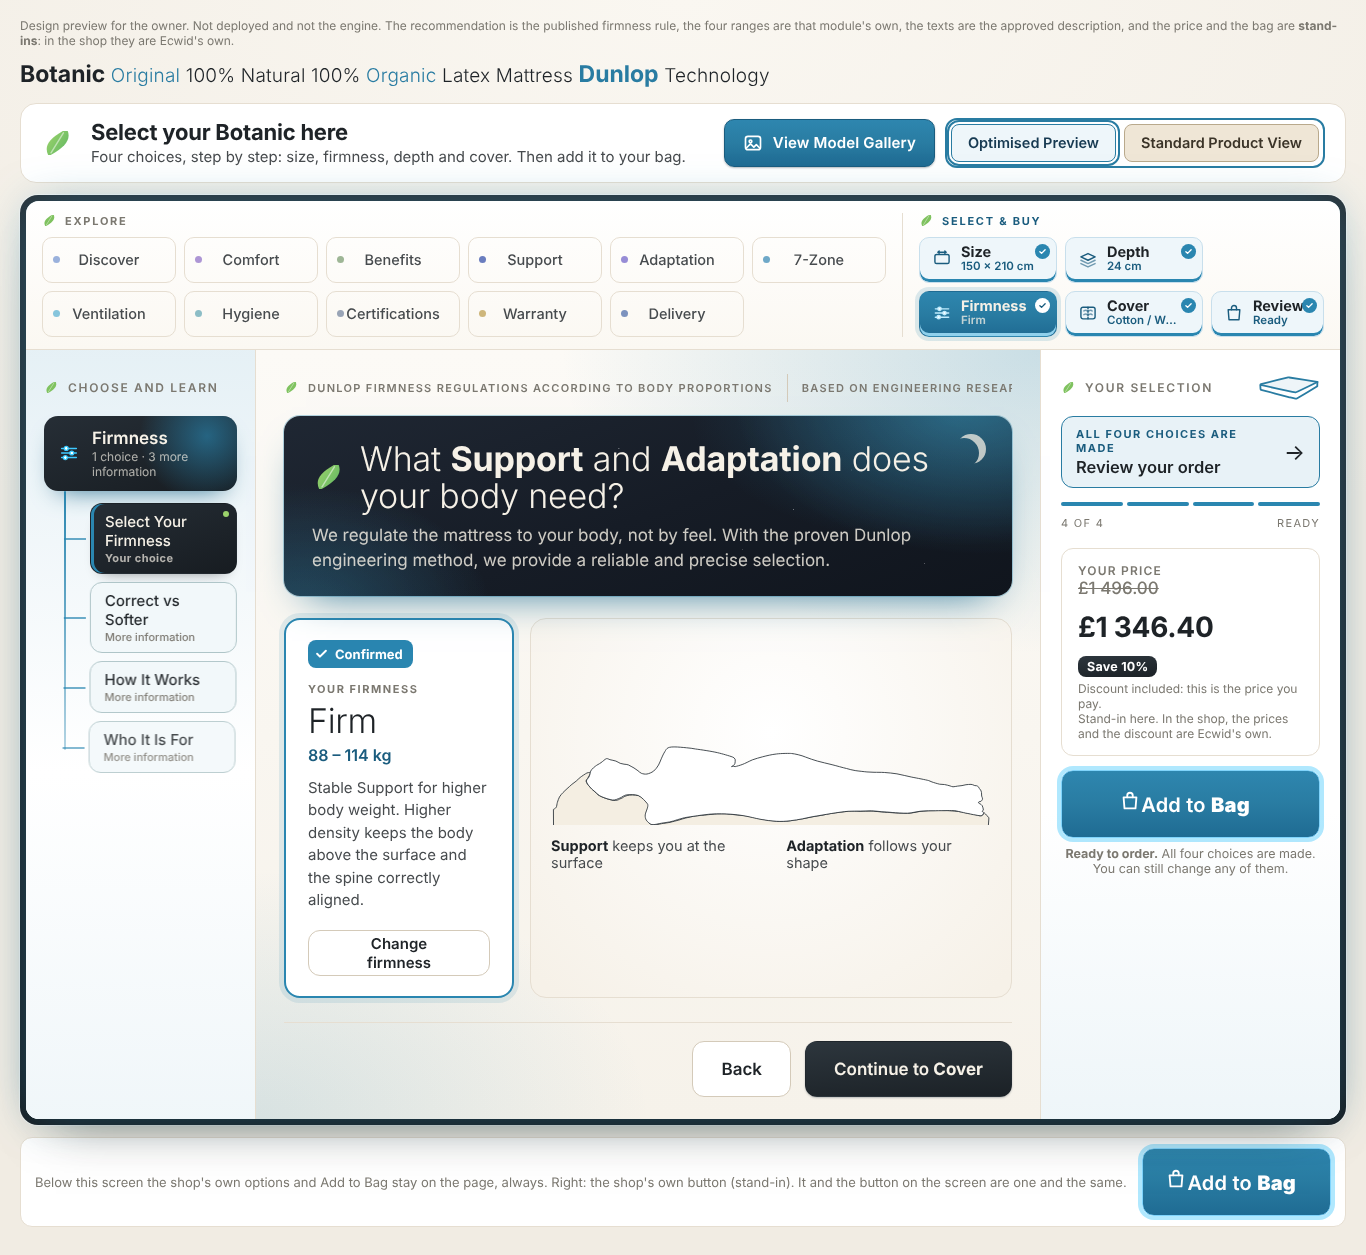 Design preview for the owner. Not deployed and not the engine. The recommendation is the published firmness rule, the four ranges are that module's own, the texts are the approved description, and the price and the bag are stand-
ins: in the shop they are Ecwid's own.
Botanic Original 100% Natural 100% Organic Latex Mattress Dunlop Technology
Select your Botanic here
Four choices, step by step: size, firmness, depth and cover. Then add it to your bag.
View Model Gallery
Optimised Preview
Standard Product View
EXPLORE
Discover
Comfort
Benefits
Support
Adaptation
7-Zone
Ventilation
Hygiene
Certifications
Warranty
Delivery
SELECT & BUY
Size
150 × 210 cm
Depth
24 cm
Firmness
Firm
Cover
Cotton / W...
Review
Ready
CHOOSE AND LEARN
Firmness
1 choice · 3 more
information
Select Your
Firmness
Your choice
Correct vs
Softer
More information
How It Works
More information
Who It Is For
More information
DUNLOP FIRMNESS REGULATIONS ACCORDING TO BODY PROPORTIONS
BASED ON ENGINEERING RESEAR
What Support and Adaptation does
your body need?
We regulate the mattress to your body, not by feel. With the proven Dunlop
engineering method, we provide a reliable and precise selection.
Confirmed
YOUR FIRMNESS
Firm
88 – 114 kg
Stable Support for higher
body weight. Higher
density keeps the body
above the surface and
the spine correctly
aligned.
Change
firmness
Support keeps you at the
surface
Adaptation follows your
shape
Back
Continue to Cover
YOUR SELECTION
ALL FOUR CHOICES ARE
MADE
Review your order
4 OF 4
READY
YOUR PRICE
£1 496.00
£1 346.40
Save 10%
Discount included: this is the price you
pay.
Stand-in here. In the shop, the prices
and the discount are Ecwid's own.
Add to Bag
Ready to order. All four choices are made.
You can still change any of them.
Below this screen the shop's own options and Add to Bag stay on the page, always. Right: the shop's own button (stand-in). It and the button on the screen are one and the same.
Add to Bag